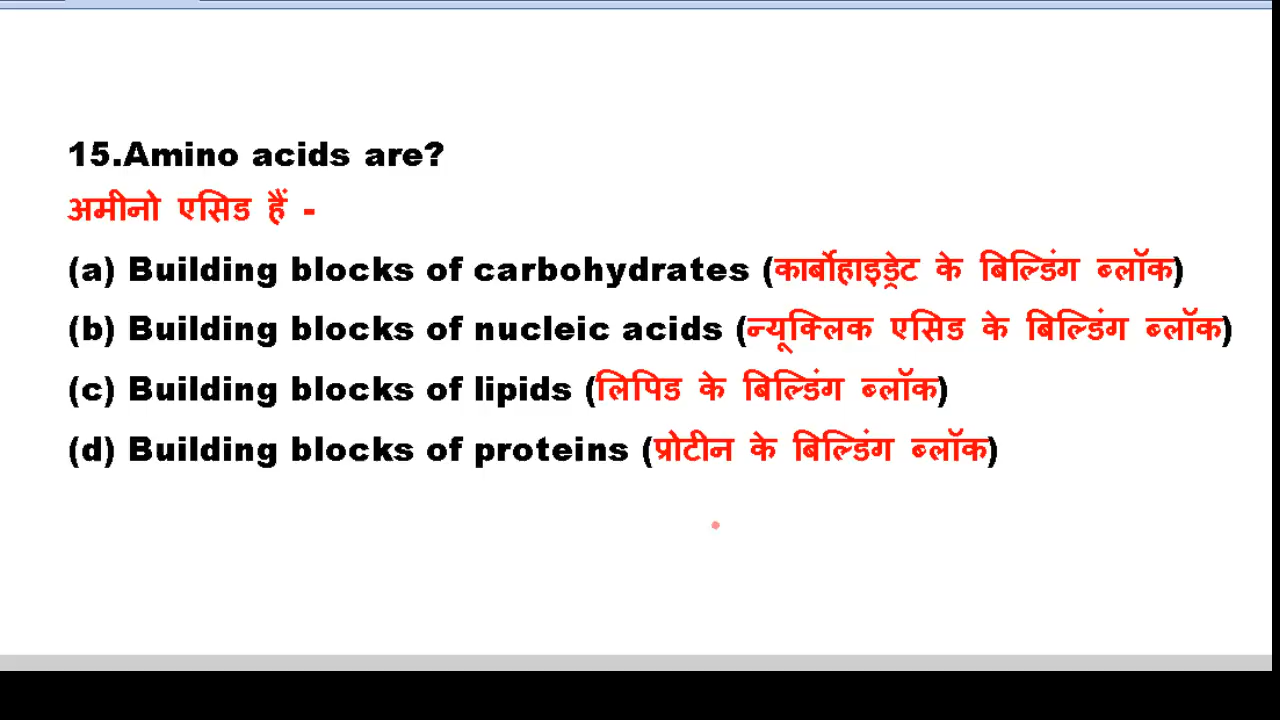 15.Amino acids are?
अमीनो एसिड हैं -
(a) Building blocks of carbohydrates (कार्बोहाइड्रेट के बिल्डिंग ब्लॉक)
(b) Building blocks of nucleic acids (न्यूक्लिक एसिड के बिल्डिंग ब्लॉक)
(c) Building blocks of lipids (लिपिड के बिल्डिंग ब्लॉक)
(d) Building blocks of proteins (प्रोटीन के बिल्डिंग ब्लॉक)